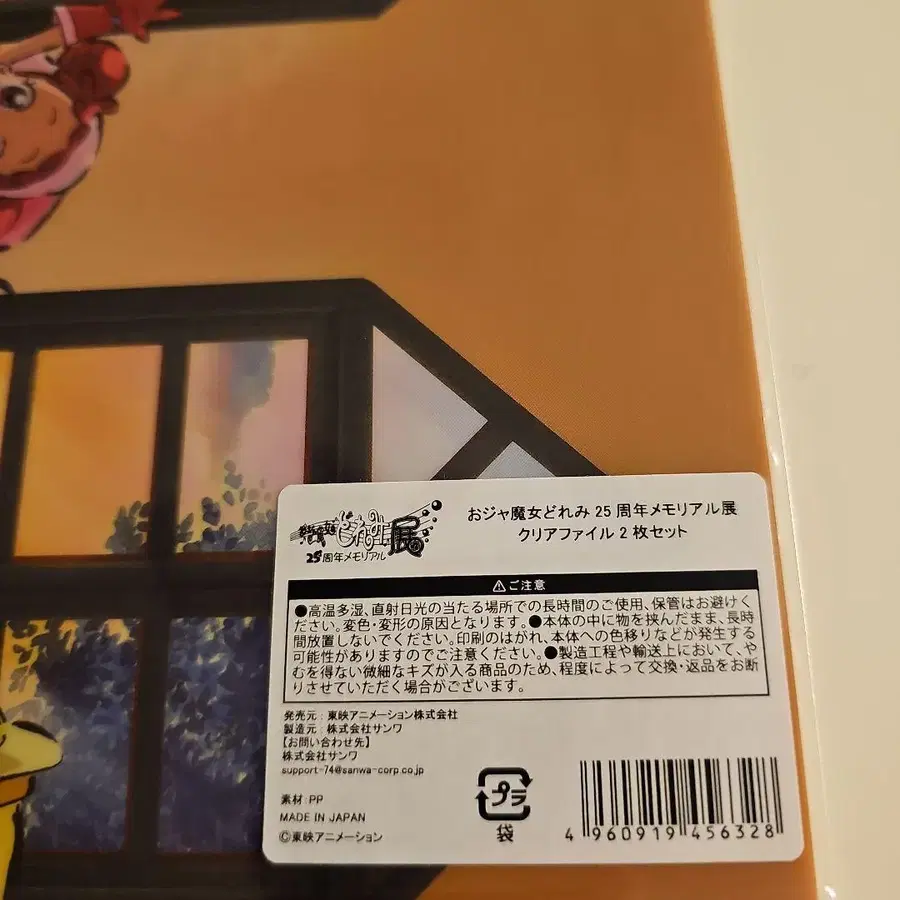 おジャ魔女どれみ 25 周年メモリアル展
クリアファイル 2 枚セット
おジャ魔女どれみ展
25周年メモリアル
⚠ご注意
●高温多湿、直射日光の当たる場所での長時間のご使用、保管はお避けく
ださい。変色・変形の原因となります。●本体の中に物を挟んだまま、長時
間放置しないでください。印刷のはがれ、本体への色移りなどが発生する
可能性がありますのでご注意ください。●製造工程や輸送上において、や
むを得ない微細なキズが入る商品のため、程度によって交換・返品をお断
りさせていただく場合がございます。
発売元：東映アニメーション株式会社
製造元：株式会社サンワ
【お問い合わせ先】
株式会社サンワ
support-74@sanwa-corp.co.jp
素材：PP
MADE IN JAPAN
©東映アニメーション
プラ
袋
4 960919 456328